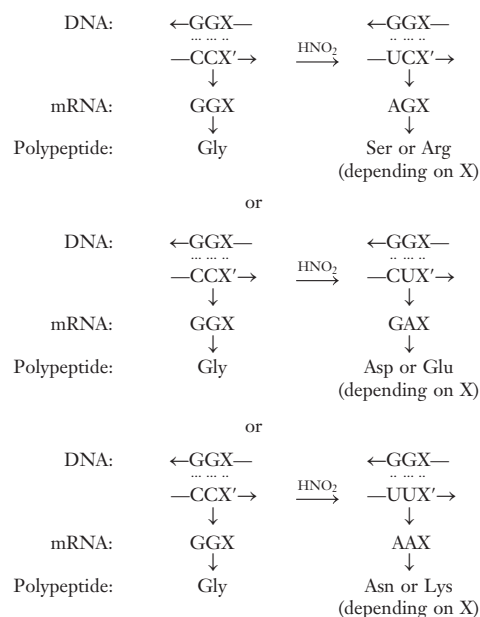 DNA: ←GGX— ←GGX—
... ... .. .. ... ..
—CCX′→ HNO₂ → —UCX′→
↓ ↓
mRNA: GGX AGX
↓ ↓
Polypeptide: Gly Ser or Arg
(depending on X)
or
DNA: ←GGX— ←GGX—
... ... .. ... .. ..
—CCX′→ HNO₂ → —CUX′→
↓ ↓
mRNA: GGX GAX
↓ ↓
Polypeptide: Gly Asp or Glu
(depending on X)
or
DNA: ←GGX— ←GGX—
... ... .. .. .. ..
—CCX′→ HNO₂ → —UUX′→
↓ ↓
mRNA: GGX AAX
↓ ↓
Polypeptide: Gly Asn or Lys
(depending on X)